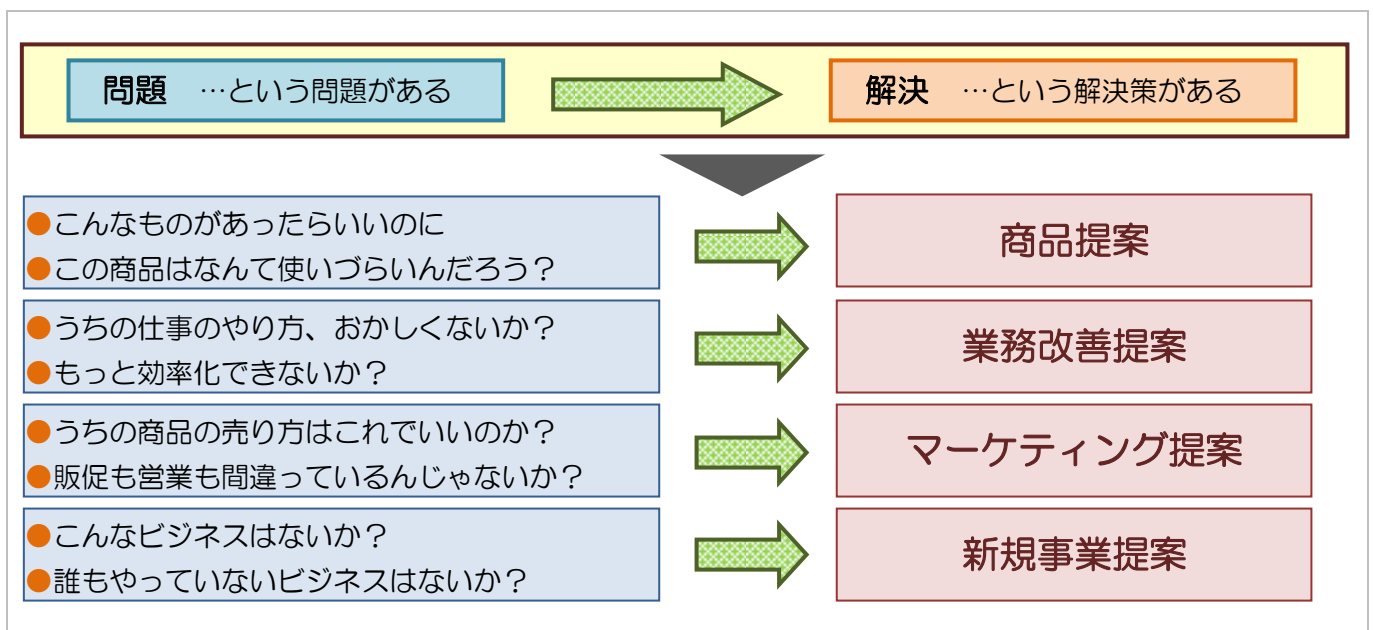 問題 …という問題がある
解決 …という解決策がある
●こんなものがあったらいいのに
●この商品はなんて使いづらいんだろう？
商品提案
●うちの仕事のやり方、おかしくないか？
●もっと効率化できないか？
業務改善提案
●うちの商品の売り方はこれでいいのか？
●販促も営業も間違っているんじゃないか？
マーケティング提案
●こんなビジネスはないか？
●誰もやっていないビジネスはないか？
新規事業提案